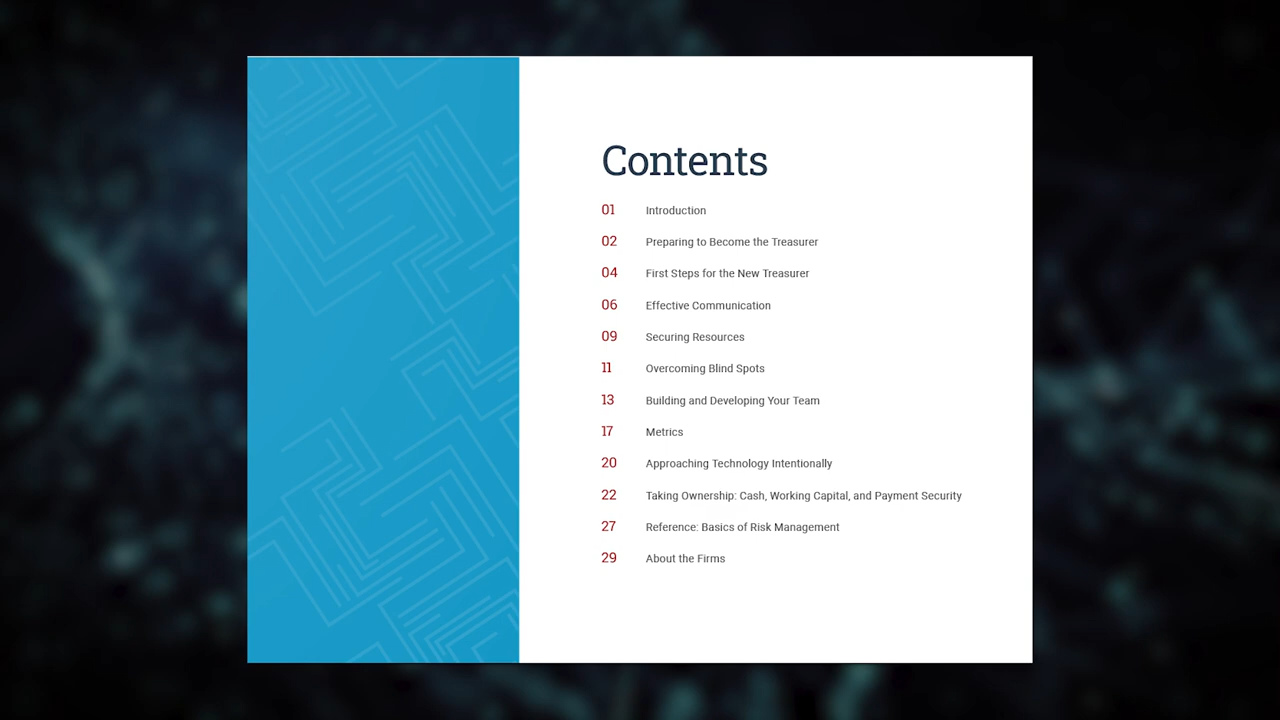 Contents
01 Introduction
02 Preparing to Become the Treasurer
04 First Steps for the New Treasurer
06 Effective Communication
09 Securing Resources
11 Overcoming Blind Spots
13 Building and Developing Your Team
17 Metrics
20 Approaching Technology Intentionally
22 Taking Ownership: Cash, Working Capital, and Payment Security
27 Reference: Basics of Risk Management
29 About the Firms